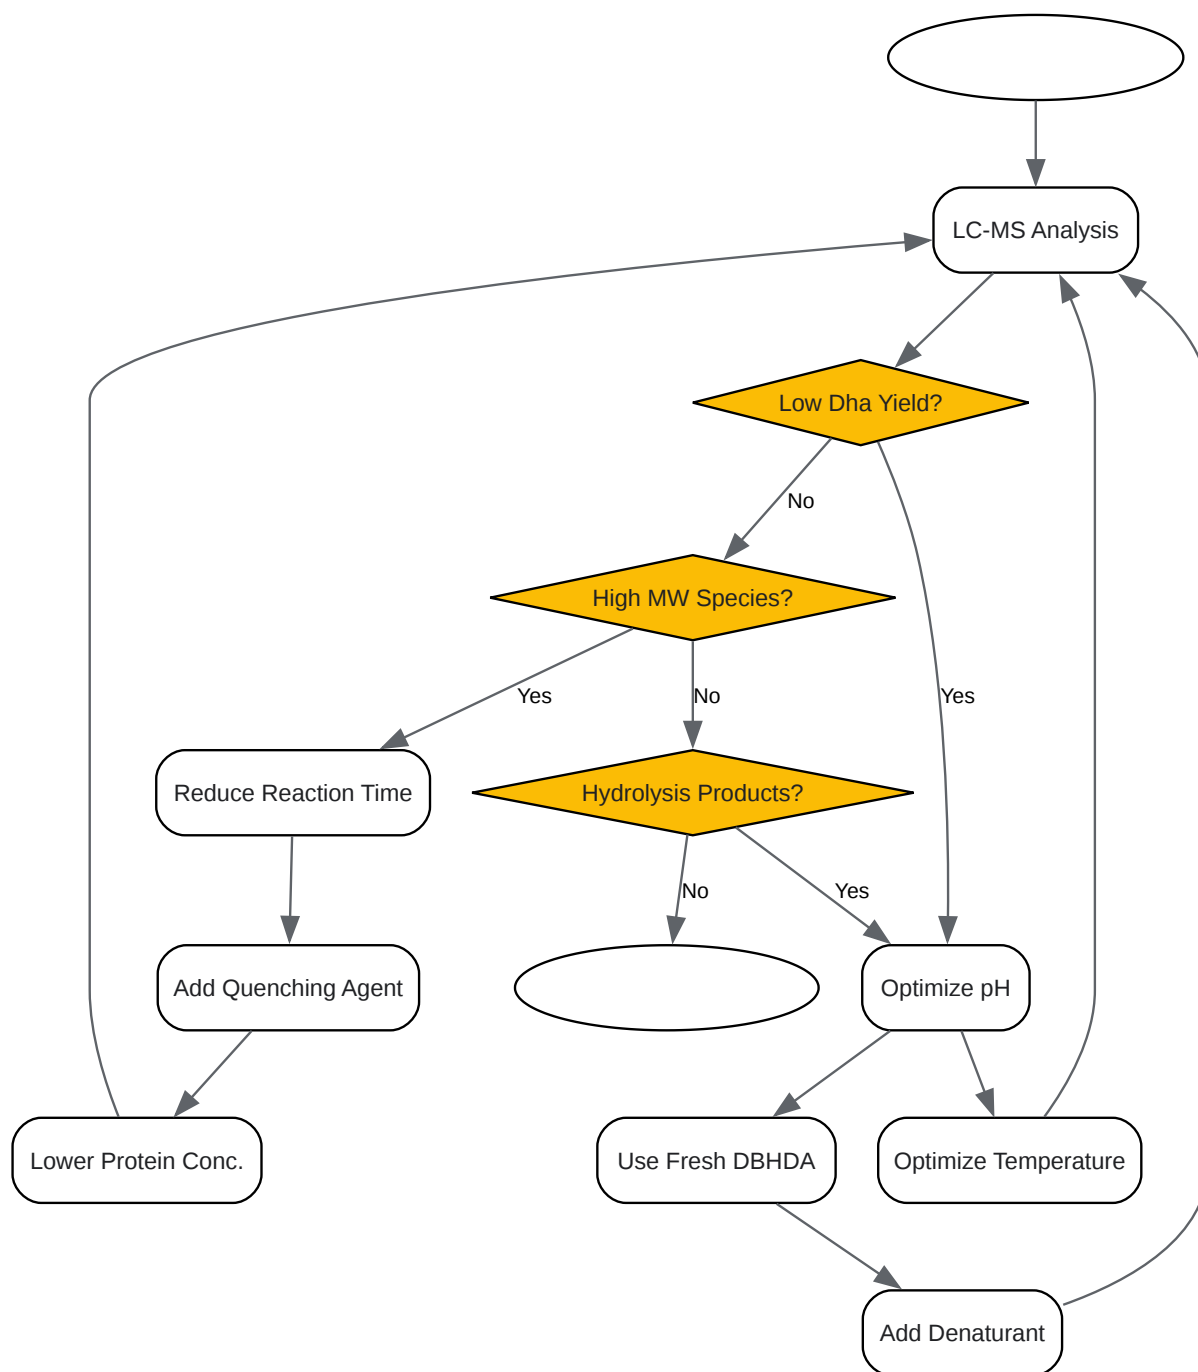 LC-MS Analysis
Low Dha Yield?
No
High MW Species?
Yes
No
Yes
Reduce Reaction Time
Hydrolysis Products?
No
Yes
Add Quenching Agent
Optimize pH
Lower Protein Conc.
Use Fresh DBHDA
Optimize Temperature
Add Denaturant